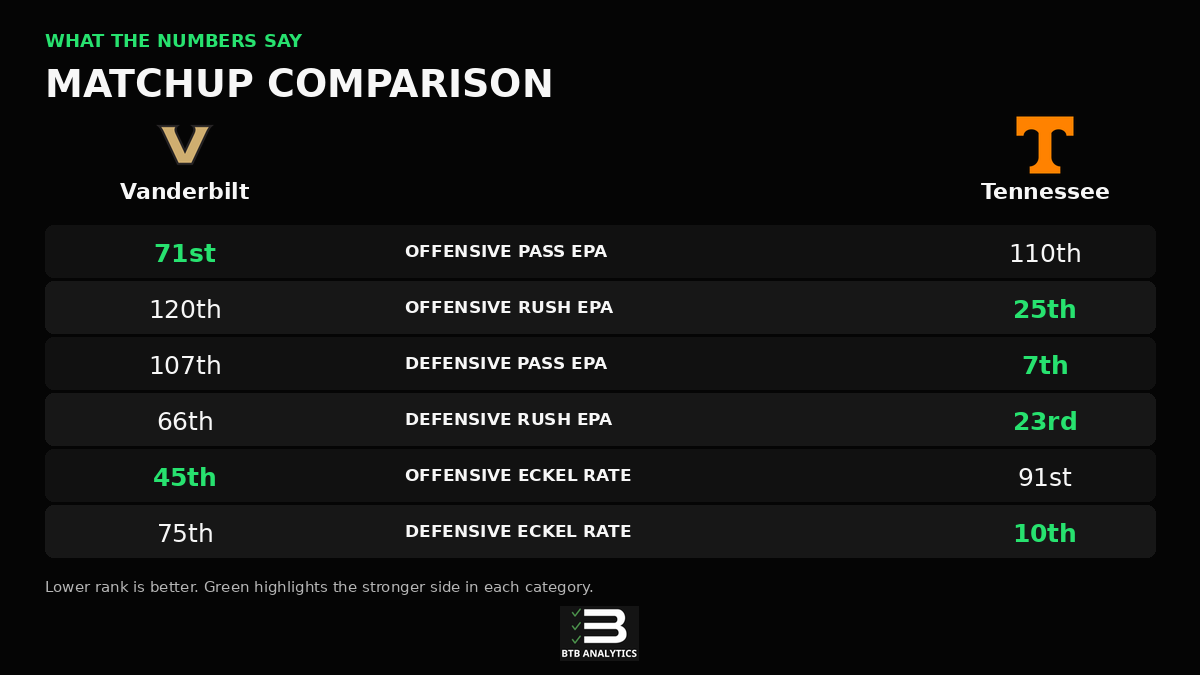 WHAT THE NUMBERS SAY
MATCHUP COMPARISON
Vanderbilt
Tennessee
71st OFFENSIVE PASS EPA 110th
120th OFFENSIVE RUSH EPA 25th
107th DEFENSIVE PASS EPA 7th
66th DEFENSIVE RUSH EPA 23rd
45th OFFENSIVE ECKEL RATE 91st
75th DEFENSIVE ECKEL RATE 10th
Lower rank is better. Green highlights the stronger side in each category.
BTB ANALYTICS